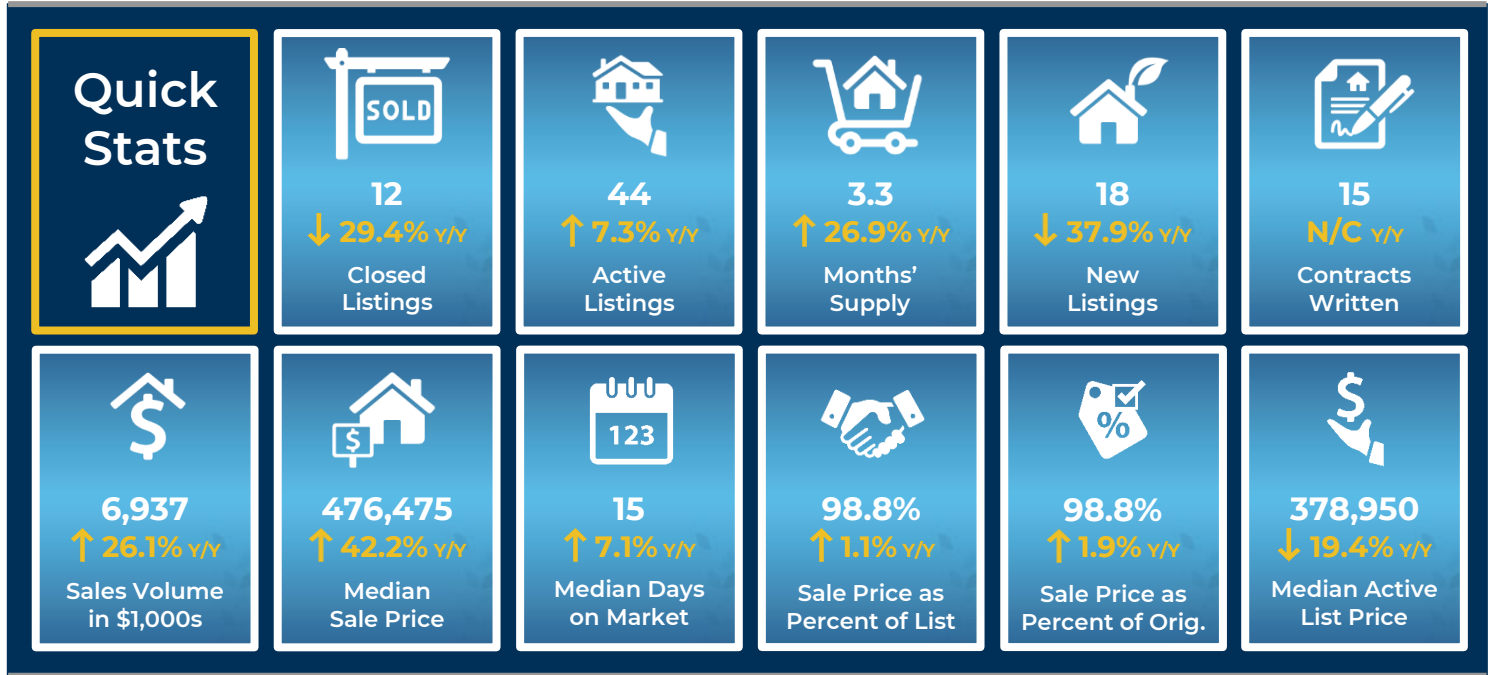 Quick
Stats
SOLD
12
↓ 29.4% Y/Y
Closed
Listings
44
↑ 7.3% Y/Y
Active
Listings
3.3
↑ 26.9% Y/Y
Months’
Supply
18
↓ 37.9% Y/Y
New
Listings
15
N/C Y/Y
Contracts
Written
$
6,937
↑ 26.1% Y/Y
Sales Volume
in $1,000s
$
476,475
↑ 42.2% Y/Y
Median
Sale Price
123
15
↑ 7.1% Y/Y
Median Days
on Market
98.8%
↑ 1.1% Y/Y
Sale Price as
Percent of List
%
98.8%
↑ 1.9% Y/Y
Sale Price as
Percent of Orig.
$
378,950
↓ 19.4% Y/Y
Median Active
List Price